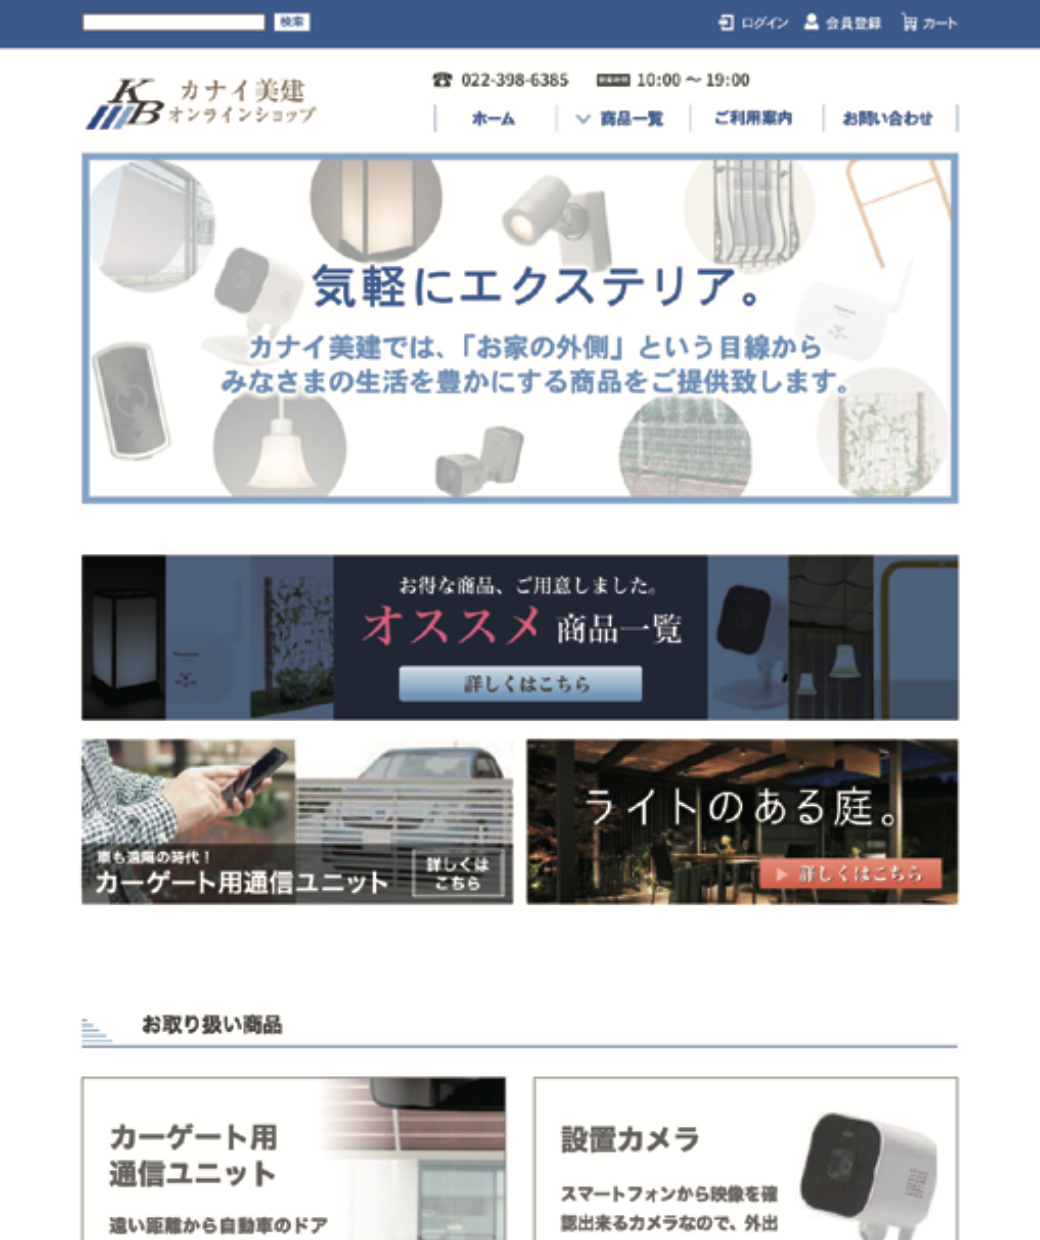 検索
ログイン
会員登録
カート
KB
カナイ美建
オンラインショップ
022-398-6385
営業時間 10:00 ～ 19:00
ホーム
商品一覧
ご利用案内
お問い合わせ
気軽にエクステリア。
カナイ美建では、「お家の外側」という目線から
みなさまの生活を豊かにする商品をご提供致します。
お得な商品、ご用意しました。
オススメ 商品一覧
詳しくはこちら
車も遠隔の時代！
カーゲート用通信ユニット
詳しくは
こちら
ライトのある庭。
詳しくはこちら
お取り扱い商品
カーゲート用
通信ユニット
遠い距離から自動車のドア
設置カメラ
スマートフォンから映像を確
認出来るカメラなので、外出